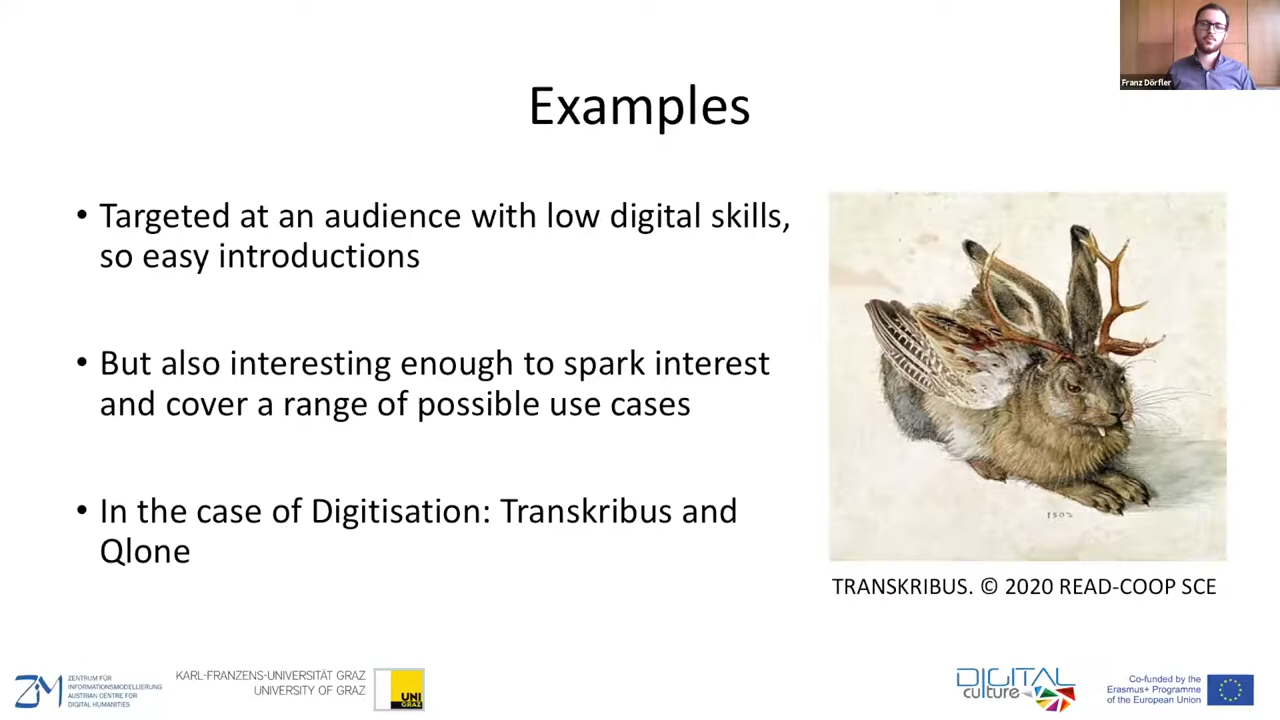 Franz Dörfler
Examples
• Targeted at an audience with low digital skills,
so easy introductions
• But also interesting enough to spark interest
and cover a range of possible use cases
• In the case of Digitisation: Transkribus and
Qlone
1502
TRANSKRIBUS. © 2020 READ-COOP SCE
ZIM
ZENTRUM FÜR
INFORMATIONSMODELLIERUNG
AUSTRIAN CENTRE FOR
DIGITAL HUMANITIES
KARL-FRANZENS-UNIVERSITÄT GRAZ
UNIVERSITY OF GRAZ
UNI
GRAZ
DIGITAL
culture
Co-funded by the
Erasmus+ Programme
of the European Union